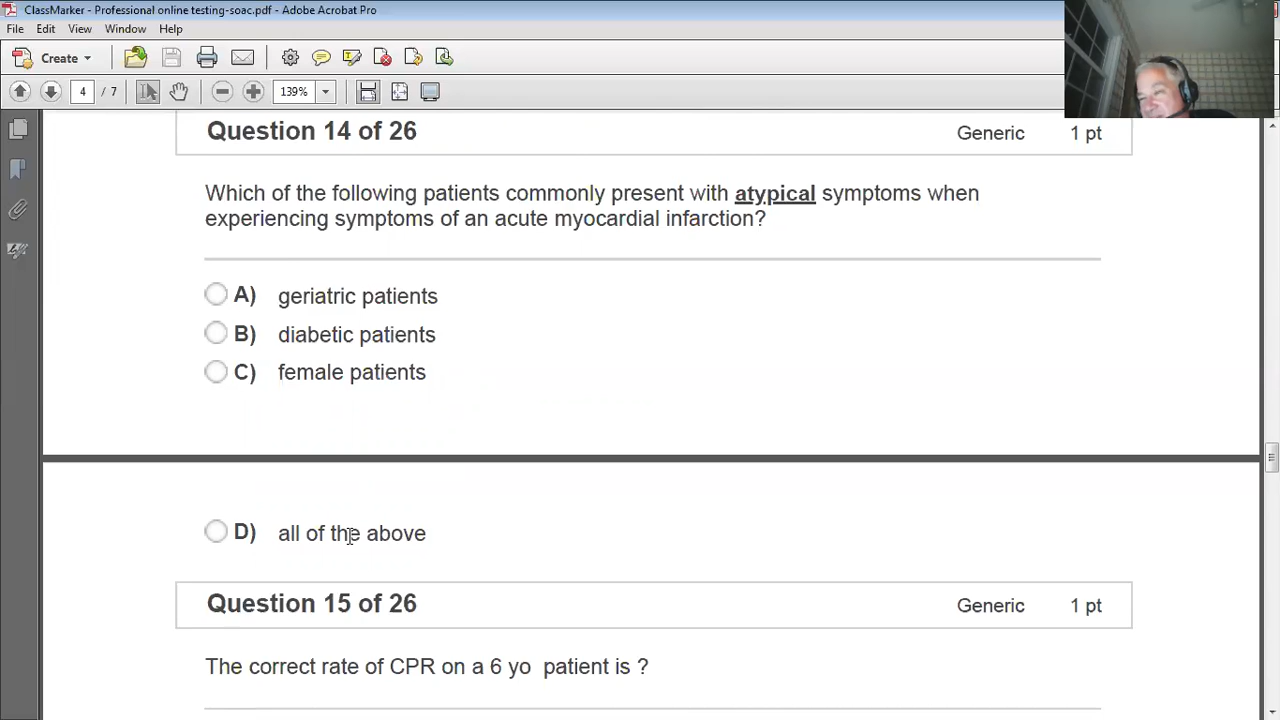 ClassMarker - Professional online testing-soac.pdf - Adobe Acrobat Pro
File Edit View Window Help
Create
4 / 7 139%
Question 14 of 26 Generic 1 pt
Which of the following patients commonly present with atypical symptoms when
experiencing symptoms of an acute myocardial infarction?
A) geriatric patients
B) diabetic patients
C) female patients
D) all of the above
Question 15 of 26 Generic 1 pt
The correct rate of CPR on a 6 yo patient is ?